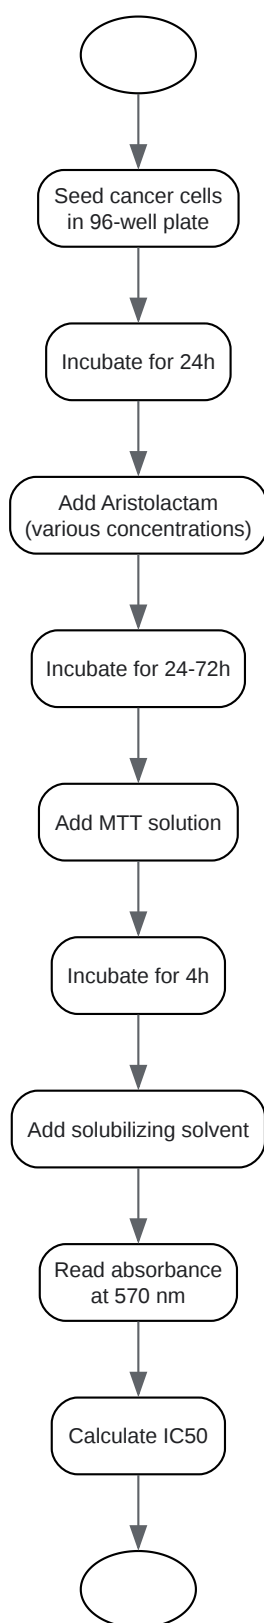 Seed cancer cells
in 96-well plate
Incubate for 24h
Add Aristolactam
(various concentrations)
Incubate for 24-72h
Add MTT solution
Incubate for 4h
Add solubilizing solvent
Read absorbance
at 570 nm
Calculate IC50